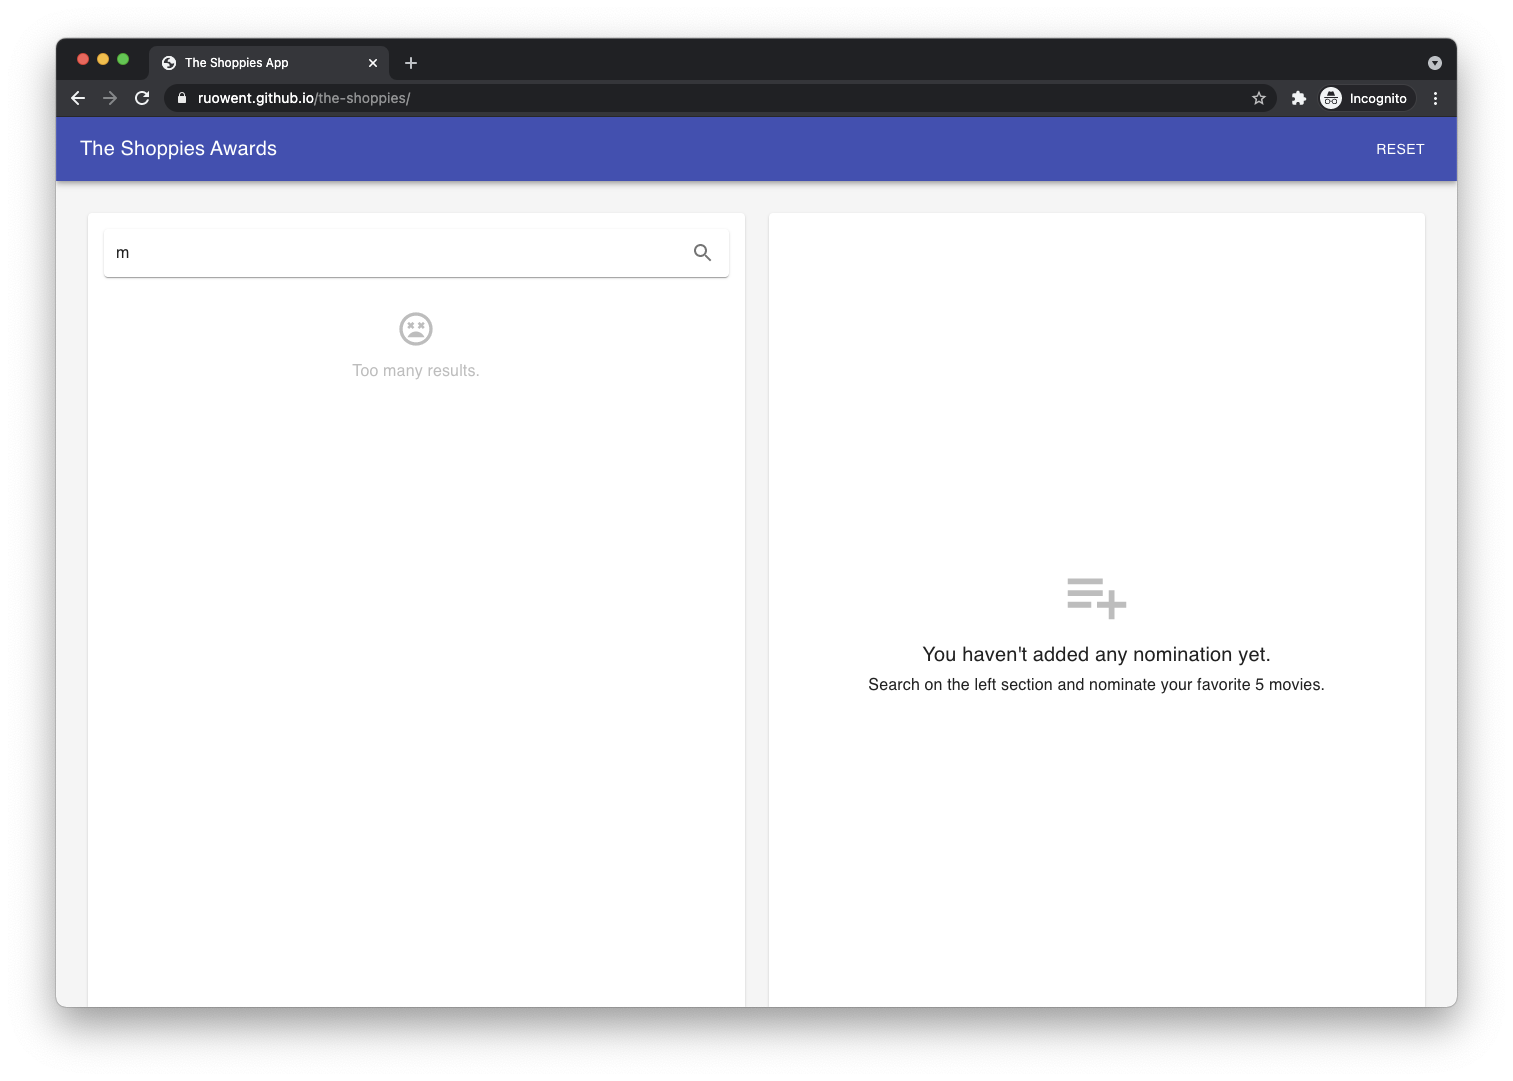 The Shoppies App
ruowent.github.io/the-shoppies/
Incognito
The Shoppies Awards
RESET
m
Too many results.
You haven't added any nomination yet.
Search on the left section and nominate your favorite 5 movies.